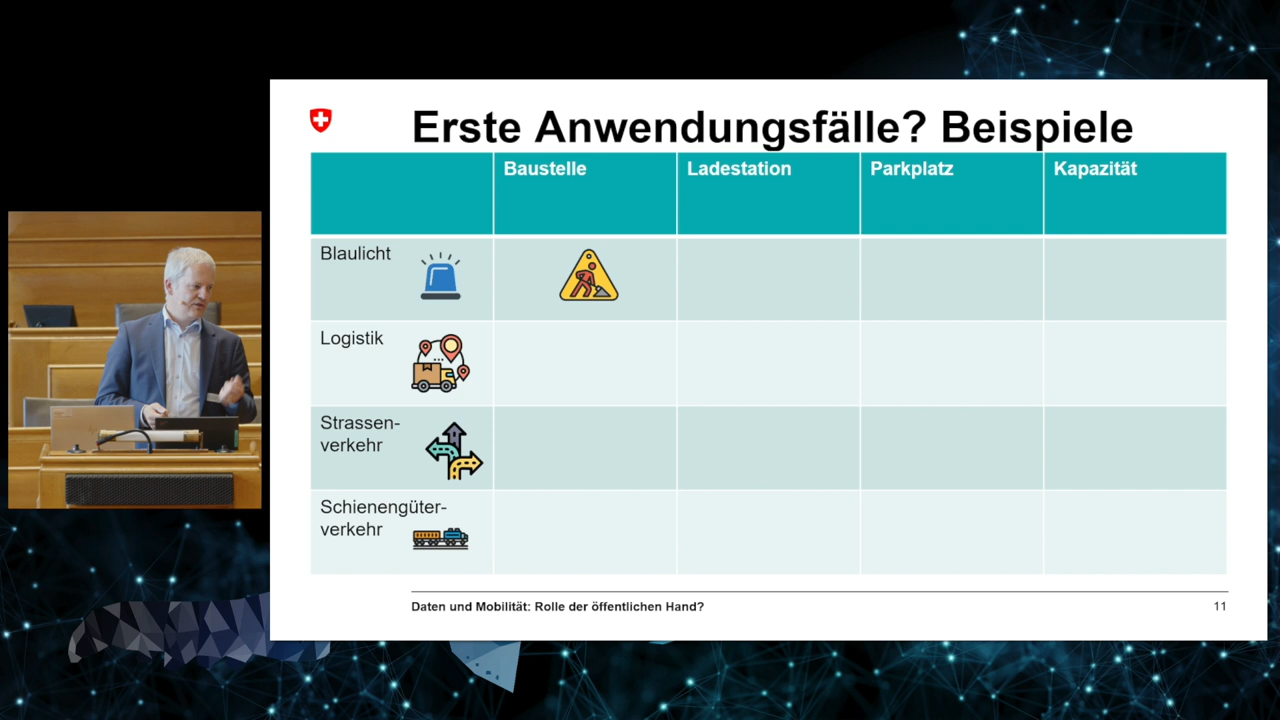 Erste Anwendungsfälle? Beispiele
Baustelle Ladestation Parkplatz Kapazität
Blaulicht
Logistik
Strassen-
verkehr
Schienengüter-
verkehr
Daten und Mobilität: Rolle der öffentlichen Hand? 11